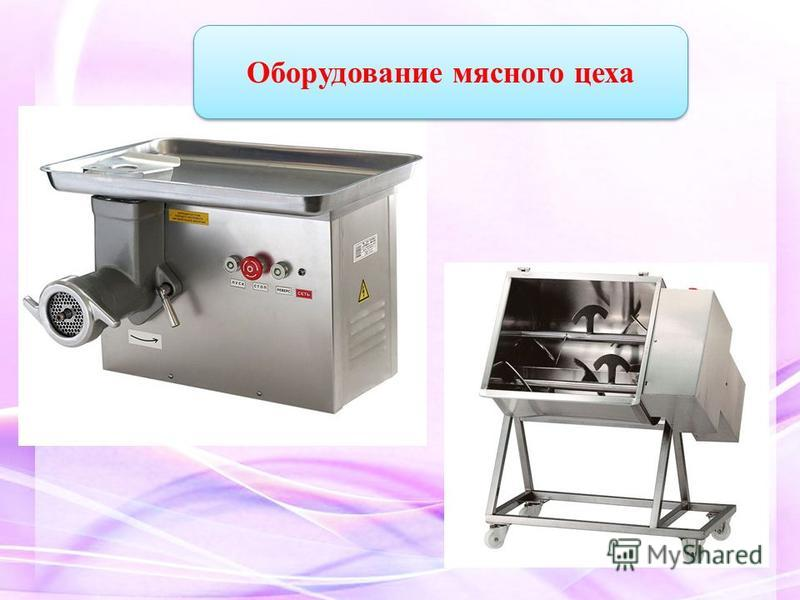 Оборудование мясного цеха
ПУСК
СТОП
РЕВЕРС
СЕТЬ
MyShared